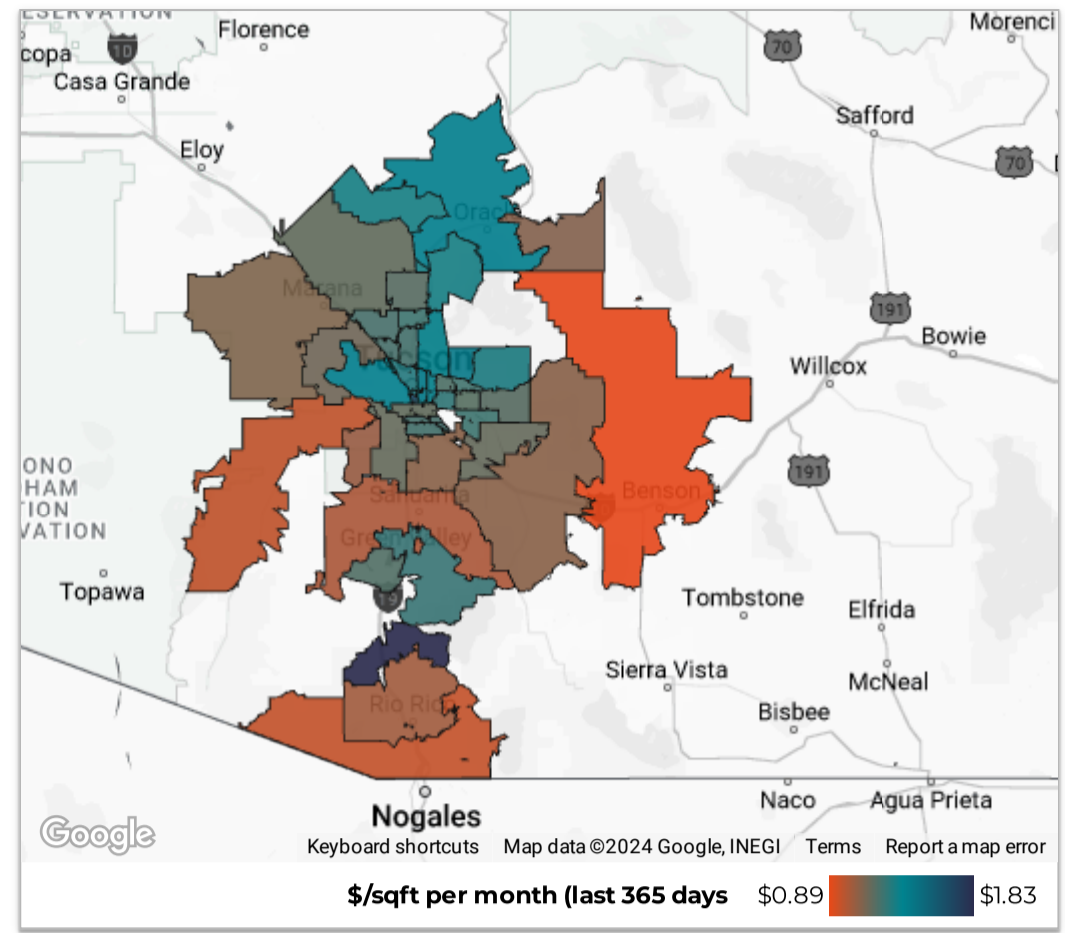 ESERVATION
Florence
Morenci
copa
10
70
Casa Grande
Safford
Eloy
70
Oracle
Marana
191
Bowie
Tucson
Willcox
ONO
HAM
TION
VATION
191
Benson
Sahuarita
Green Valley
Topawa
19
Tombstone
Elfrida
Sierra Vista
McNeal
Rio Ric
Bisbee
Nogales
Naco
Agua Prieta
Google
Keyboard shortcuts Map data ©2024 Google, INEGI Terms Report a map error
$/sqft per month (last 365 days $0.89 $1.83